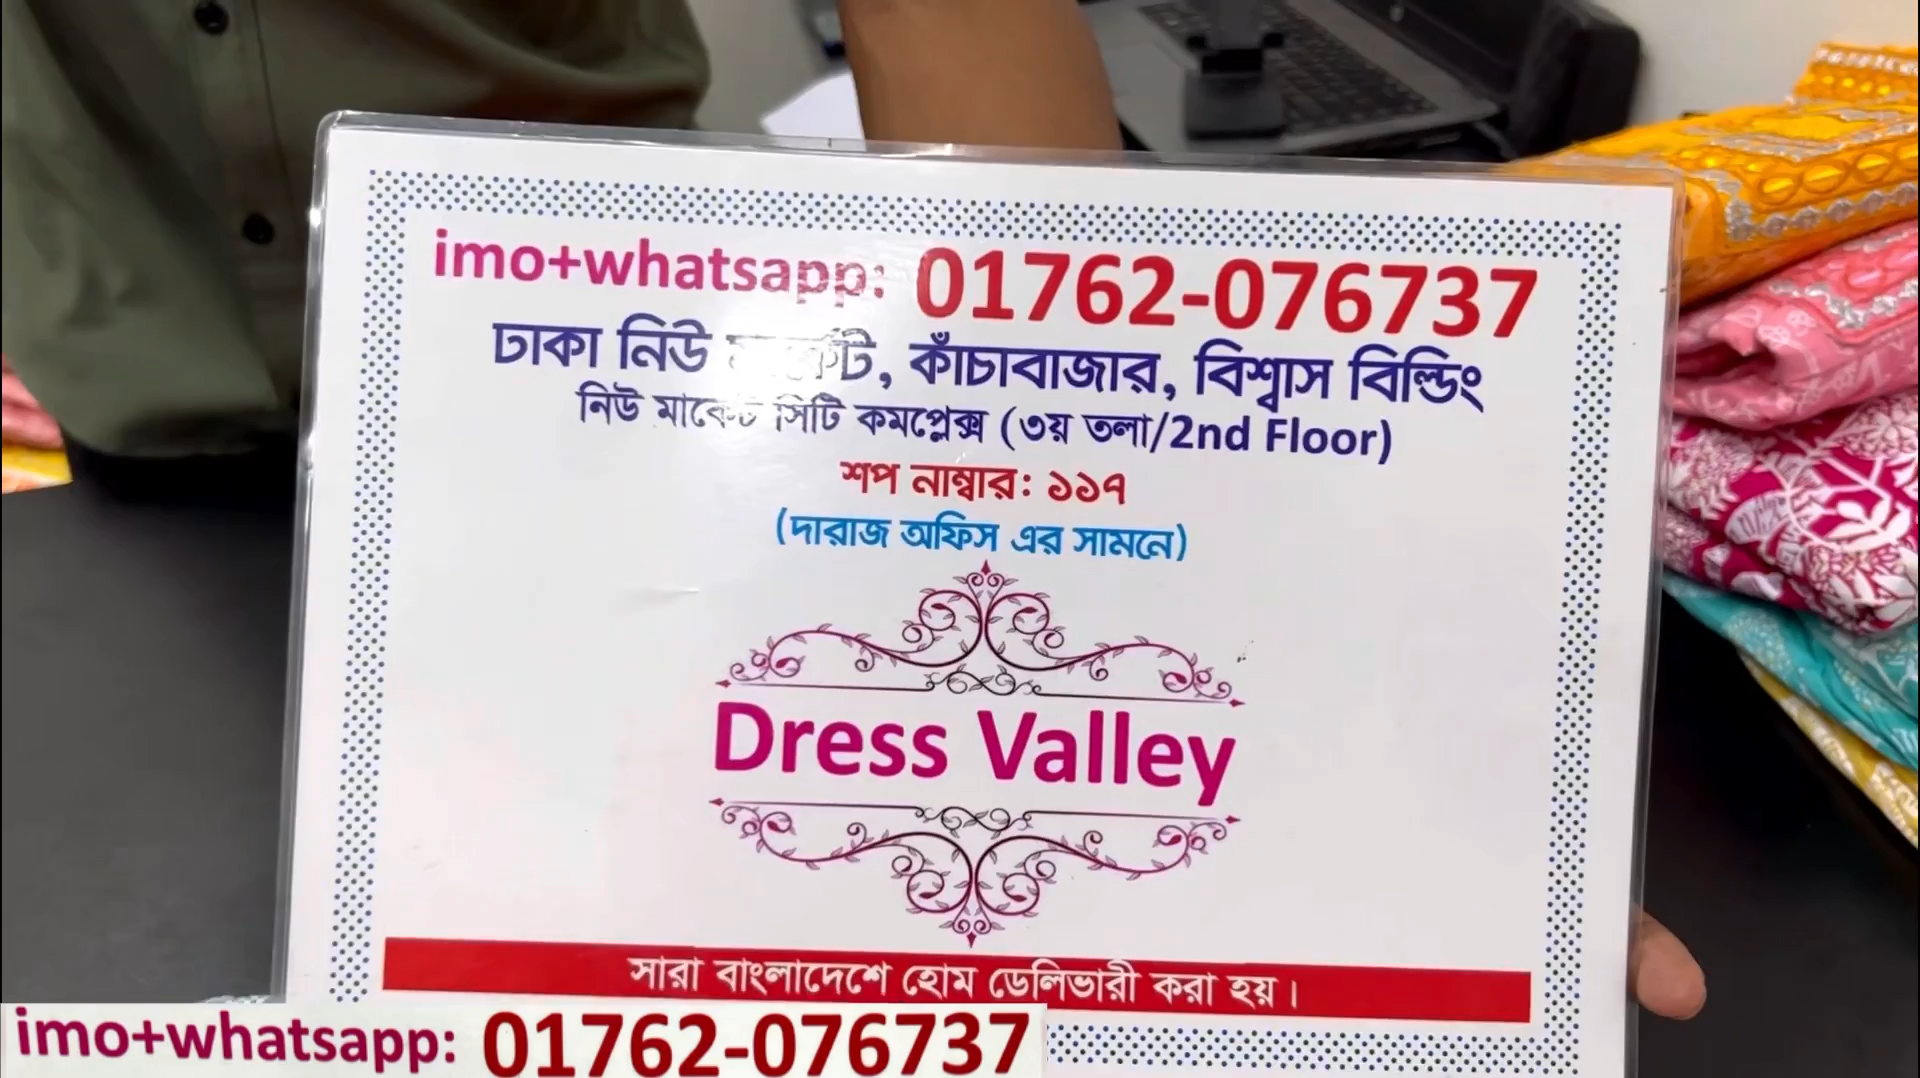 imo+whatsapp: 01762-076737
ঢাকা নিউ মার্কেট, কাঁচাবাজার, বিশ্বাস বিল্ডিং
নিউ মার্কেট সিটি কমপ্লেক্স (৩য় তলা/2nd Floor)
শপ নাম্বার: ১১৭
(দারাজ অফিস এর সামনে)
Dress Valley
সারা বাংলাদেশে হোম ডেলিভারী করা হয়।
imo+whatsapp: 01762-076737